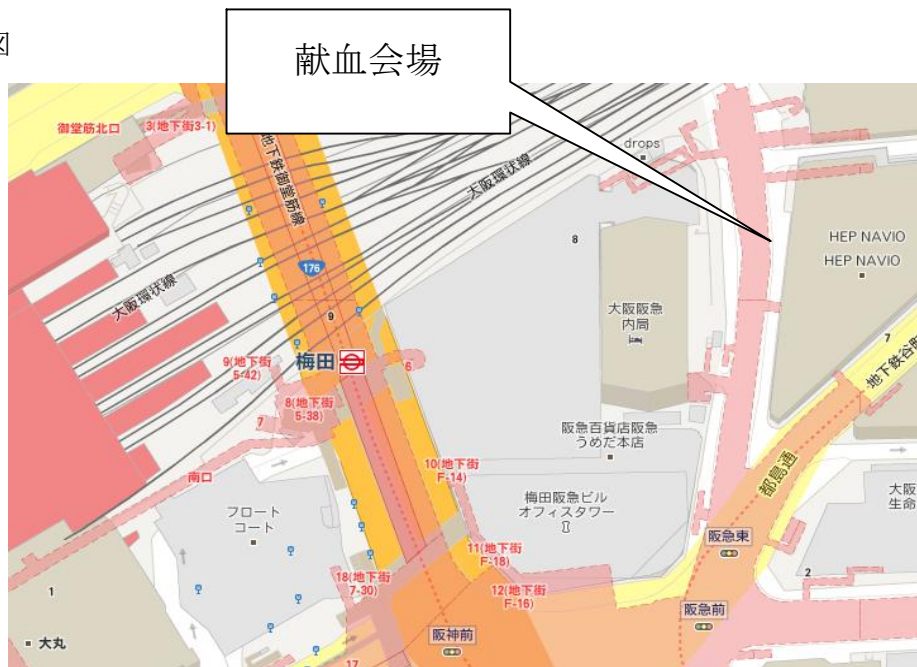 図
献血会場
御堂筋北口
3(地下街3-1)
地下鉄御堂筋線
大阪環状線
drops
HEP NAVIO
HEP NAVIO
8
176
大阪環状線
9
大阪阪急
内局
7
地下鉄谷町
梅田
9(地下街
5-42)
6
8(地下街
5-38)
7
阪急百貨店阪急
うめだ本店
都島通
南口
10(地下街
F-14)
梅田阪急ビル
オフィスタワー
大阪
生命
フロート
コート
阪急東
11(地下街
F-18)
18(地下街
7-30)
12(地下街
F-16)
2
1
阪急前
大丸
阪神前
17